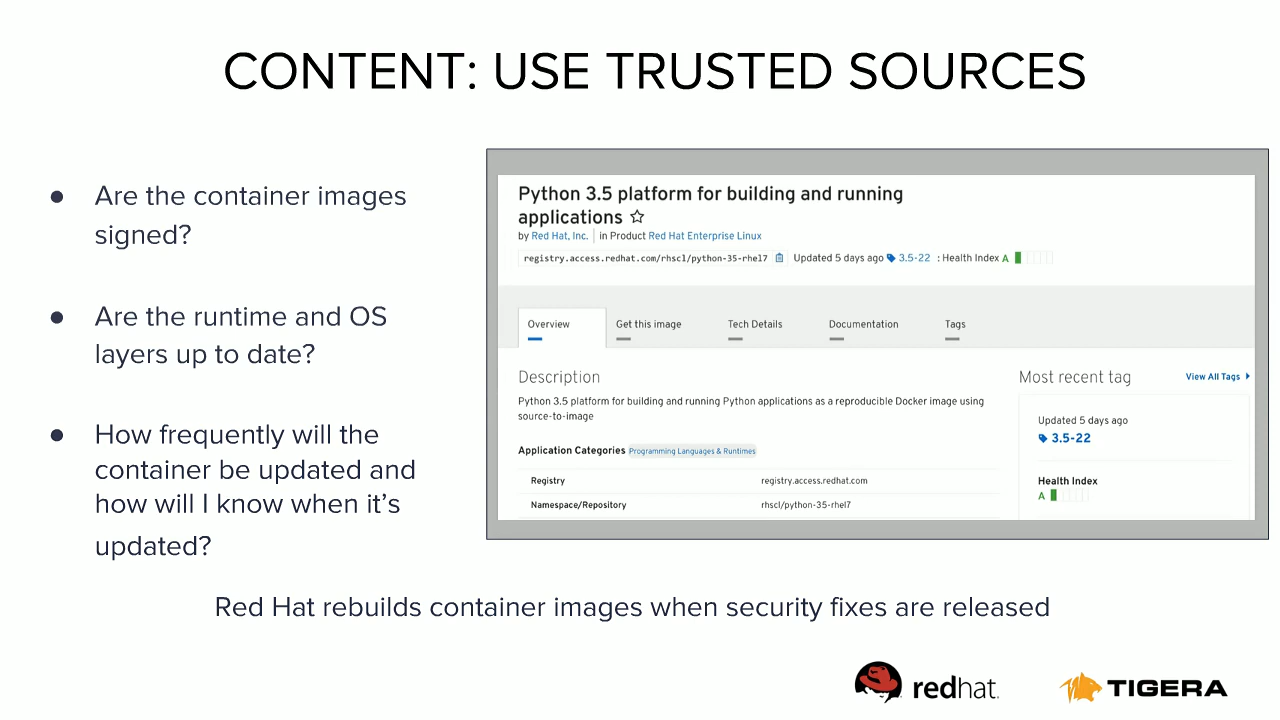 CONTENT: USE TRUSTED SOURCES
● Are the container images
signed?
● Are the runtime and OS
layers up to date?
● How frequently will the
container be updated and
how will I know when it's
updated?
Python 3.5 platform for building and running
applications ☆
by Red Hat, Inc. | in Product Red Hat Enterprise Linux
registry.access.redhat.com/rhscl/python-35-rhel7 Updated 5 days ago 3.5-22 : Health Index A
Overview Get this image Tech Details Documentation Tags
Description
Python 3.5 platform for building and running Python applications as a reproducible Docker image using
source-to-image
Application Categories Programming Languages & Runtimes
Registry registry.access.redhat.com
Namespace/Repository rhscl/python-35-rhel7
Most recent tag View All Tags
Updated 5 days ago
3.5-22
Health Index
A
Red Hat rebuilds container images when security fixes are released
redhat.
TIGERA